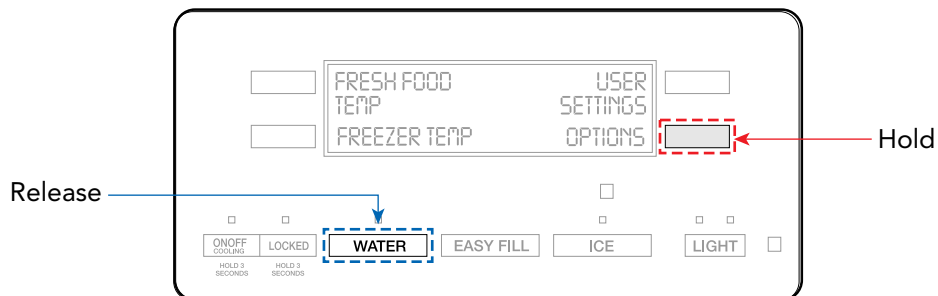 FRESH FOOD USER
TEMP SETTINGS
FREEZER TEMP OPTIONS
Hold
Release
ONOFF
COOLING
LOCKED
WATER
EASY FILL
ICE
LIGHT
HOLD 3
SECONDS
HOLD 3
SECONDS